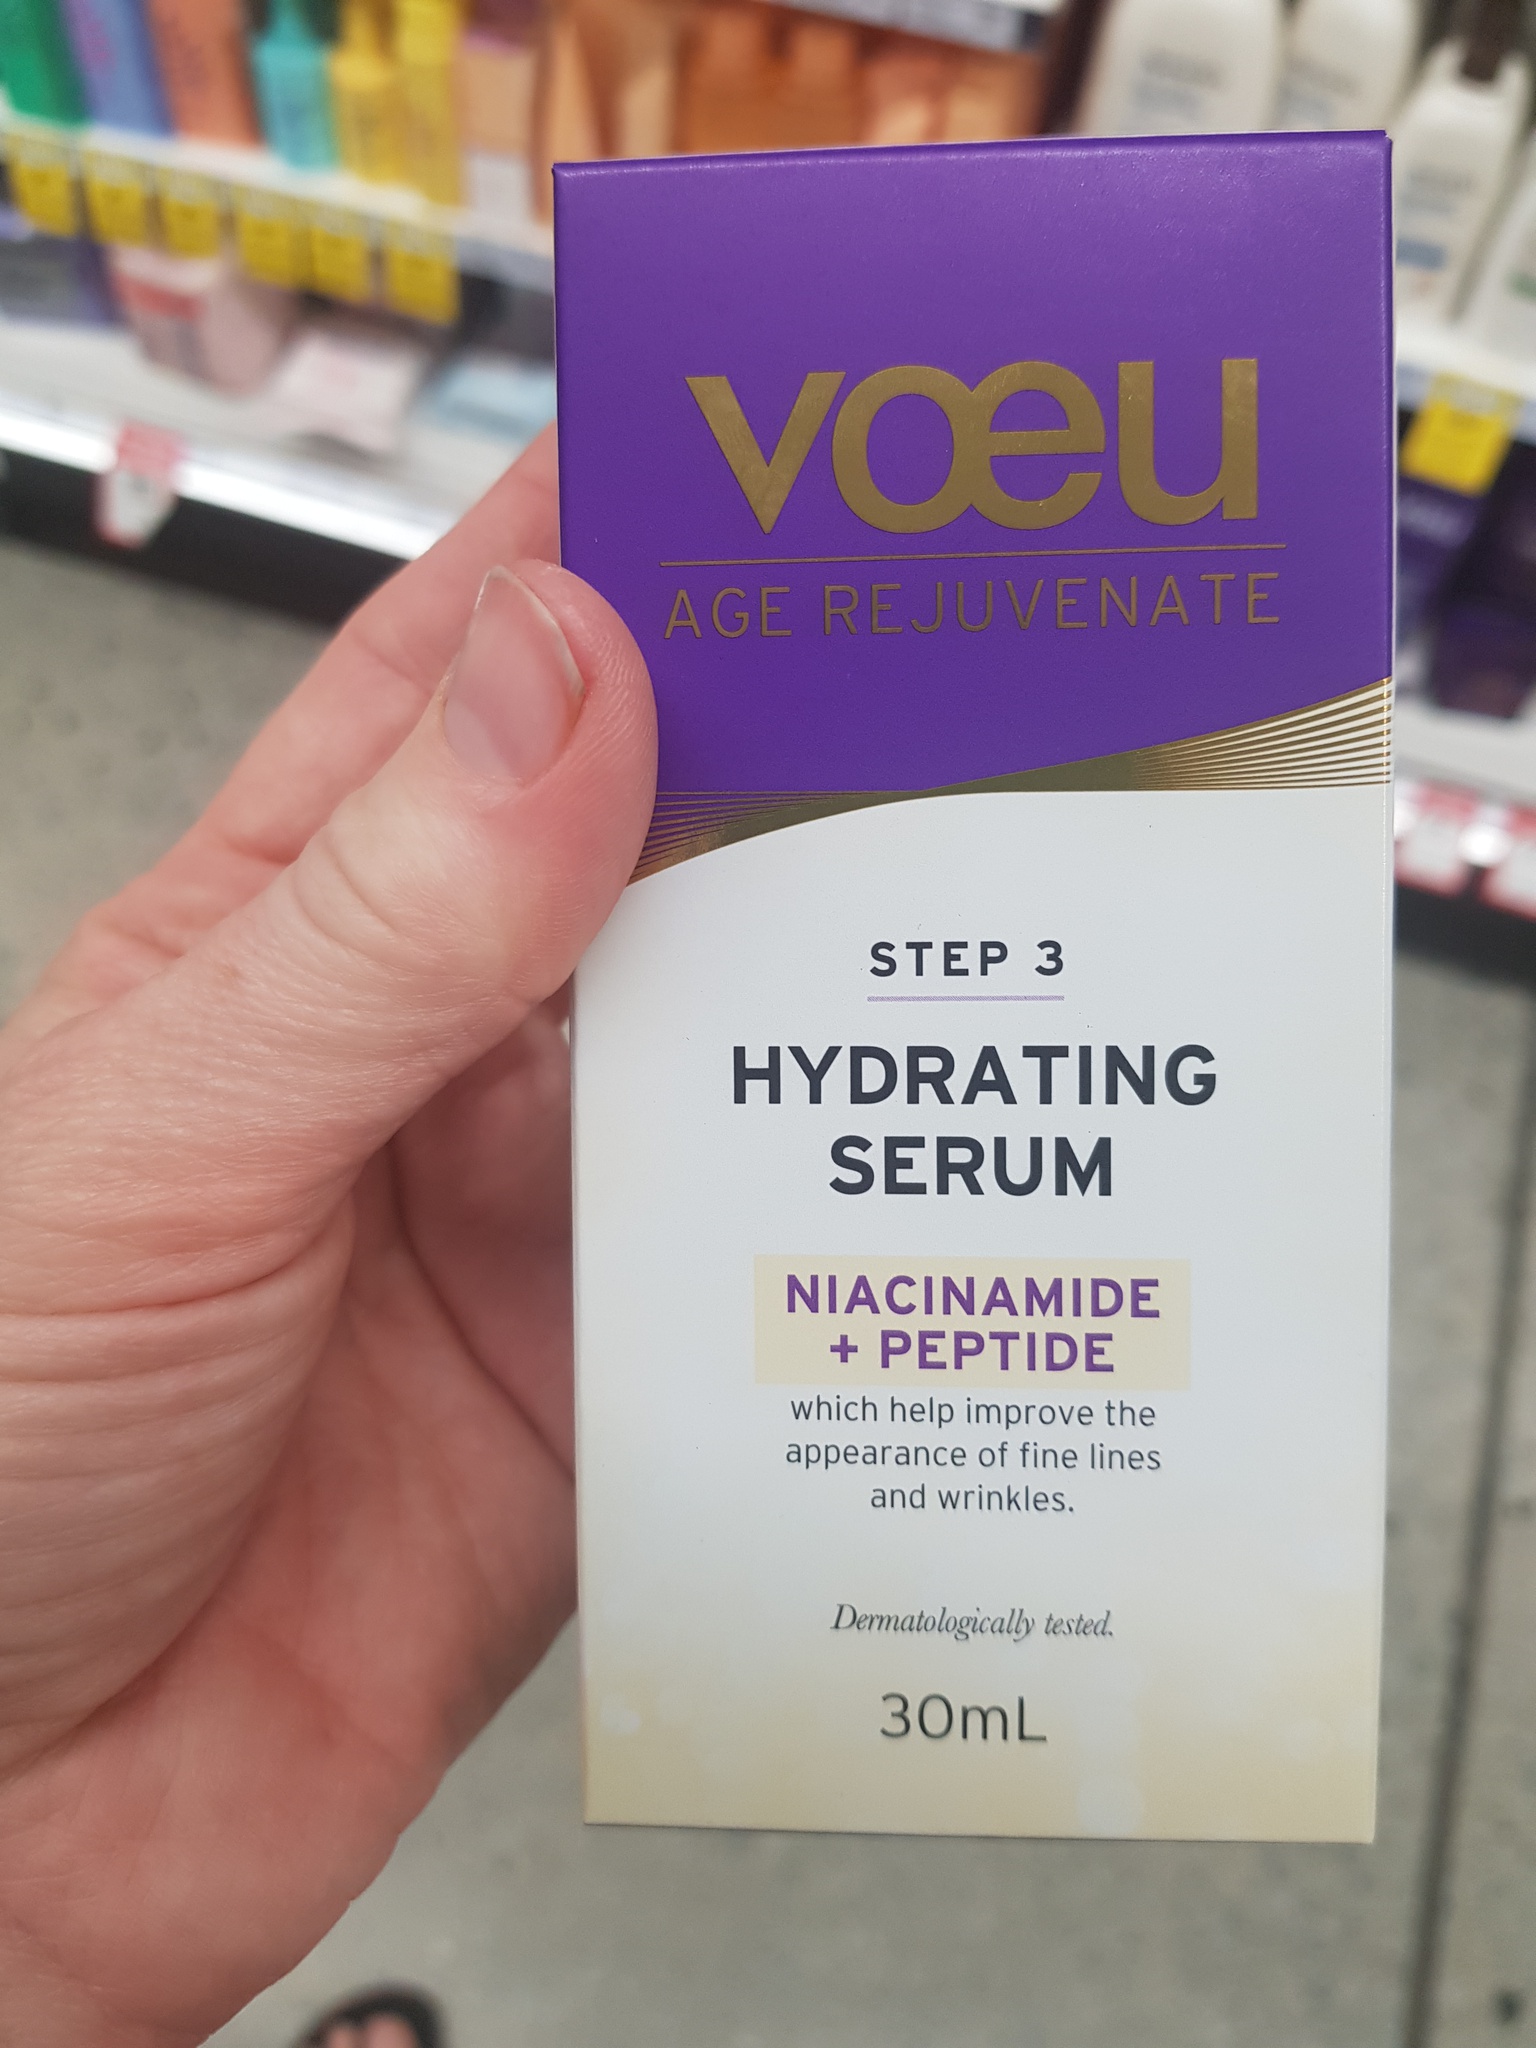 vœu
AGE REJUVENATE
STEP 3
HYDRATING
SERUM
NIACINAMIDE
+ PEPTIDE
which help improve the
appearance of fine lines
and wrinkles.
Dermatologically tested.
30mL